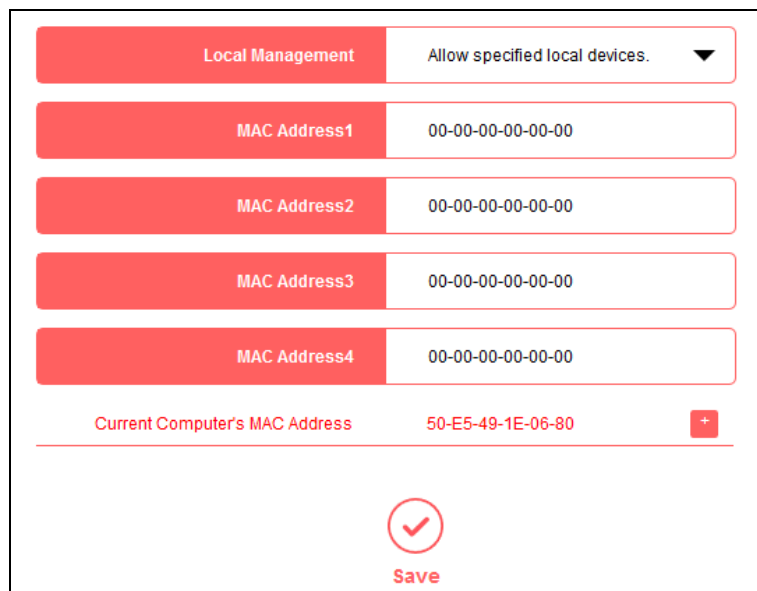 Local Management Allow specified local devices.
MAC Address1 00-00-00-00-00-00
MAC Address2 00-00-00-00-00-00
MAC Address3 00-00-00-00-00-00
MAC Address4 00-00-00-00-00-00
Current Computer's MAC Address 50-E5-49-1E-06-80 +
Save